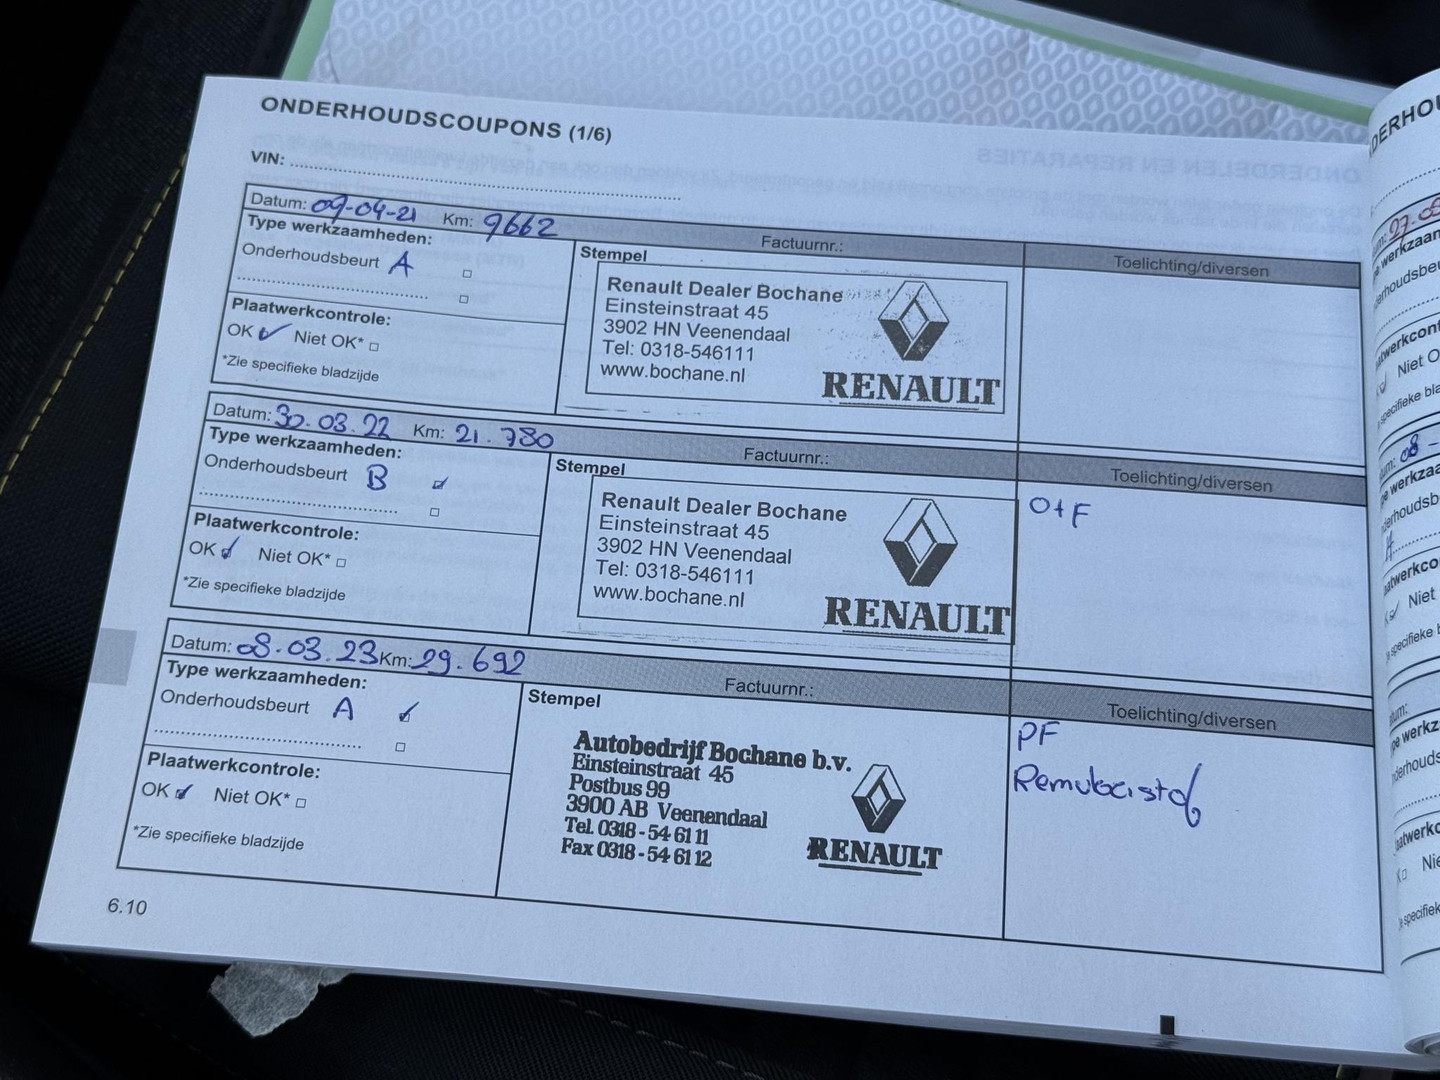 ONDERHOUDSCOUPONS (1/6)
VIN:
Datum: 09-04-21 Km: 9662
Factuurnr.:
Toelichting/diversen
Type werkzaamheden:
Onderhoudsbeurt A
Plaatwerkcontrole:
OK Niet OK*
*Zie specifieke bladzijde
Stempel
Renault Dealer Bochane
Einsteinstraat 45
3902 HN Veenendaal
Tel: 0318-546111
www.bochane.nl
RENAULT
Datum: 30.03.22 Km: 21.780
Factuurnr.:
Toelichting/diversen
Type werkzaamheden:
Onderhoudsbeurt B
Plaatwerkcontrole:
OK Niet OK*
*Zie specifieke bladzijde
Stempel
Renault Dealer Bochane
Einsteinstraat 45
3902 HN Veenendaal
Tel: 0318-546111
www.bochane.nl
RENAULT
O+F
Datum: 08.03.23 Km: 29.692
Factuurnr.:
Toelichting/diversen
Type werkzaamheden:
Onderhoudsbeurt A
Plaatwerkcontrole:
OK Niet OK*
*Zie specifieke bladzijde
Stempel
Autobedrijf Bochane b.v.
Einsteinstraat 45
Postbus 99
3900 AB Veenendaal
Tel. 0318-54 61 11
Fax 0318-54 61 12
RENAULT
PF
6.10